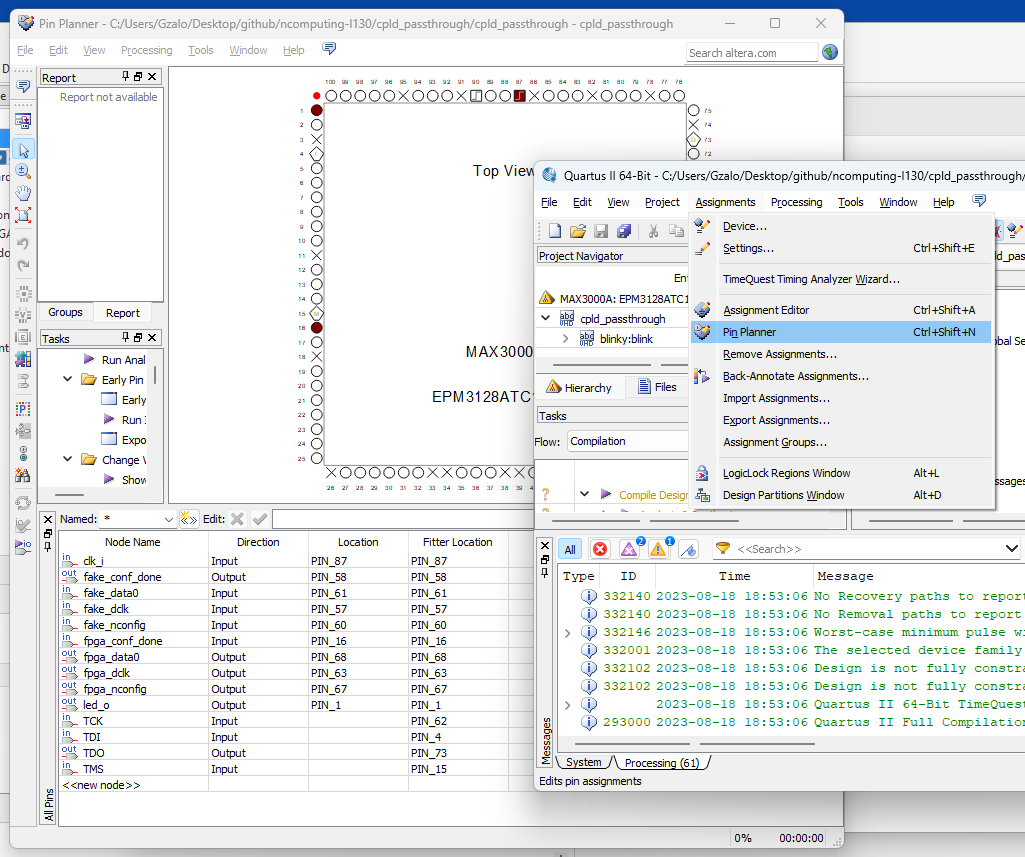 Pin Planner - C:/Users/Gzalo/Desktop/github/ncomputing-l130/cpld_passthrough/cpld_passthrough - cpld_passthrough
File Edit View Processing Tools Window Help
Search altera.com
Report
Report not available
Groups Report
Tasks
Run Anal
Early Pin
Early
Run
Expo
Change
Show
100 99 98 97 96 95 94 93 92 91 90 89 88 87 86 85 84 83 82 81 80 79 78 77 76
1
2
3
4
5
6
7
8
9
10
11
12
13
14
15
16
17
18
19
20
21
22
23
24
25
75
74
73
72
26 27 28 29 30 31 32 33 34 35 36 37 38 39
Top View
MAX3000
EPM3128ATC1
Named: * Edit:
Node Name Direction Location Fitter Location
in clk_i Input PIN_87 PIN_87
out fake_conf_done Output PIN_58 PIN_58
in fake_data0 Input PIN_61 PIN_61
in fake_dclk Input PIN_57 PIN_57
in fake_nconfig Input PIN_60 PIN_60
in fpga_conf_done Input PIN_16 PIN_16
out fpga_data0 Output PIN_68 PIN_68
out fpga_dclk Output PIN_63 PIN_63
out fpga_nconfig Output PIN_67 PIN_67
out led_o Output PIN_1 PIN_1
in TCK Input PIN_62
in TDI Input PIN_4
out TDO Output PIN_73
in TMS Input PIN_15
<<new node>>
All Pins
0% 00:00:00
Quartus II 64-Bit - C:/Users/Gzalo/Desktop/github/ncomputing-l130/cpld_passthrough/
File Edit View Project Assignments Processing Tools Window Help
Project Navigator
MAX3000A: EPM3128ATC1
cpld_passthrough
blinky:blink
Hierarchy Files
Tasks
Flow: Compilation
Compile Design
Device...
Settings... Ctrl+Shift+E
TimeQuest Timing Analyzer Wizard...
Assignment Editor Ctrl+Shift+A
Pin Planner Ctrl+Shift+N
Remove Assignments...
Back-Annotate Assignments...
Import Assignments...
Export Assignments...
Assignment Groups...
LogicLock Regions Window Alt+L
Design Partitions Window Alt+D
All 2 1 <<Search>>
Type ID Time Message
332140 2023-08-18 18:53:06 No Recovery paths to report
332140 2023-08-18 18:53:06 No Removal paths to report
332146 2023-08-18 18:53:06 Worst-case minimum pulse wi
332001 2023-08-18 18:53:06 The selected device family
332102 2023-08-18 18:53:06 Design is not fully constra
332102 2023-08-18 18:53:06 Design is not fully constra
2023-08-18 18:53:06 Quartus II 64-Bit TimeQuest
293000 2023-08-18 18:53:06 Quartus II Full Compilation
Messages
System Processing (61)
Edits pin assignments